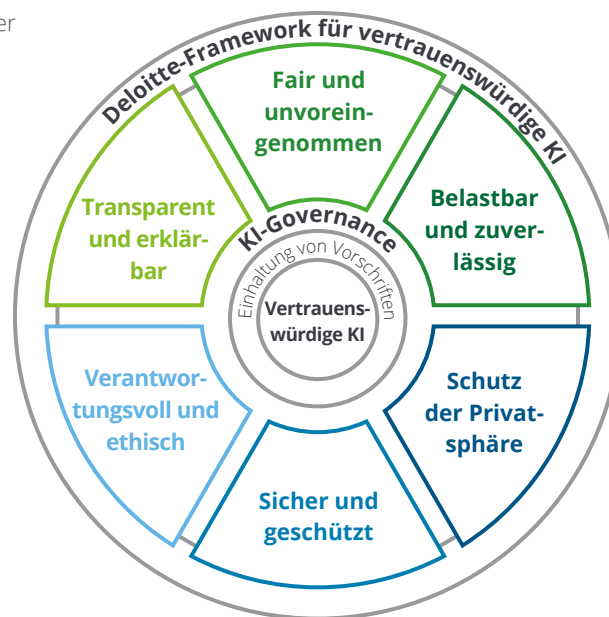 er
Deloitte-Framework für vertrauenswürdige KI
Fair und
unvorein-
genommen
Transparent
und erklär-
bar
Belastbar
und zuver-
lässig
KI-Governance
Einhaltung von Vorschriften
Vertrauens-
würdige KI
Verantwor-
tungsvoll und
ethisch
Schutz
der Privat-
sphäre
Sicher und
geschützt